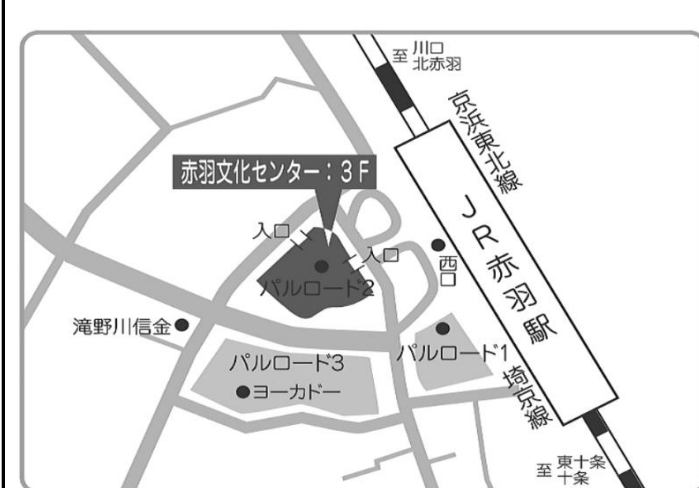 至 川口
北赤羽
京浜東北線
赤羽文化センター：3F
JR赤羽駅
入口
入口
西口
パルロード2
滝野川信金
パルロード1
パルロード3
ヨーカドー
埼京線
至 東十条
十条